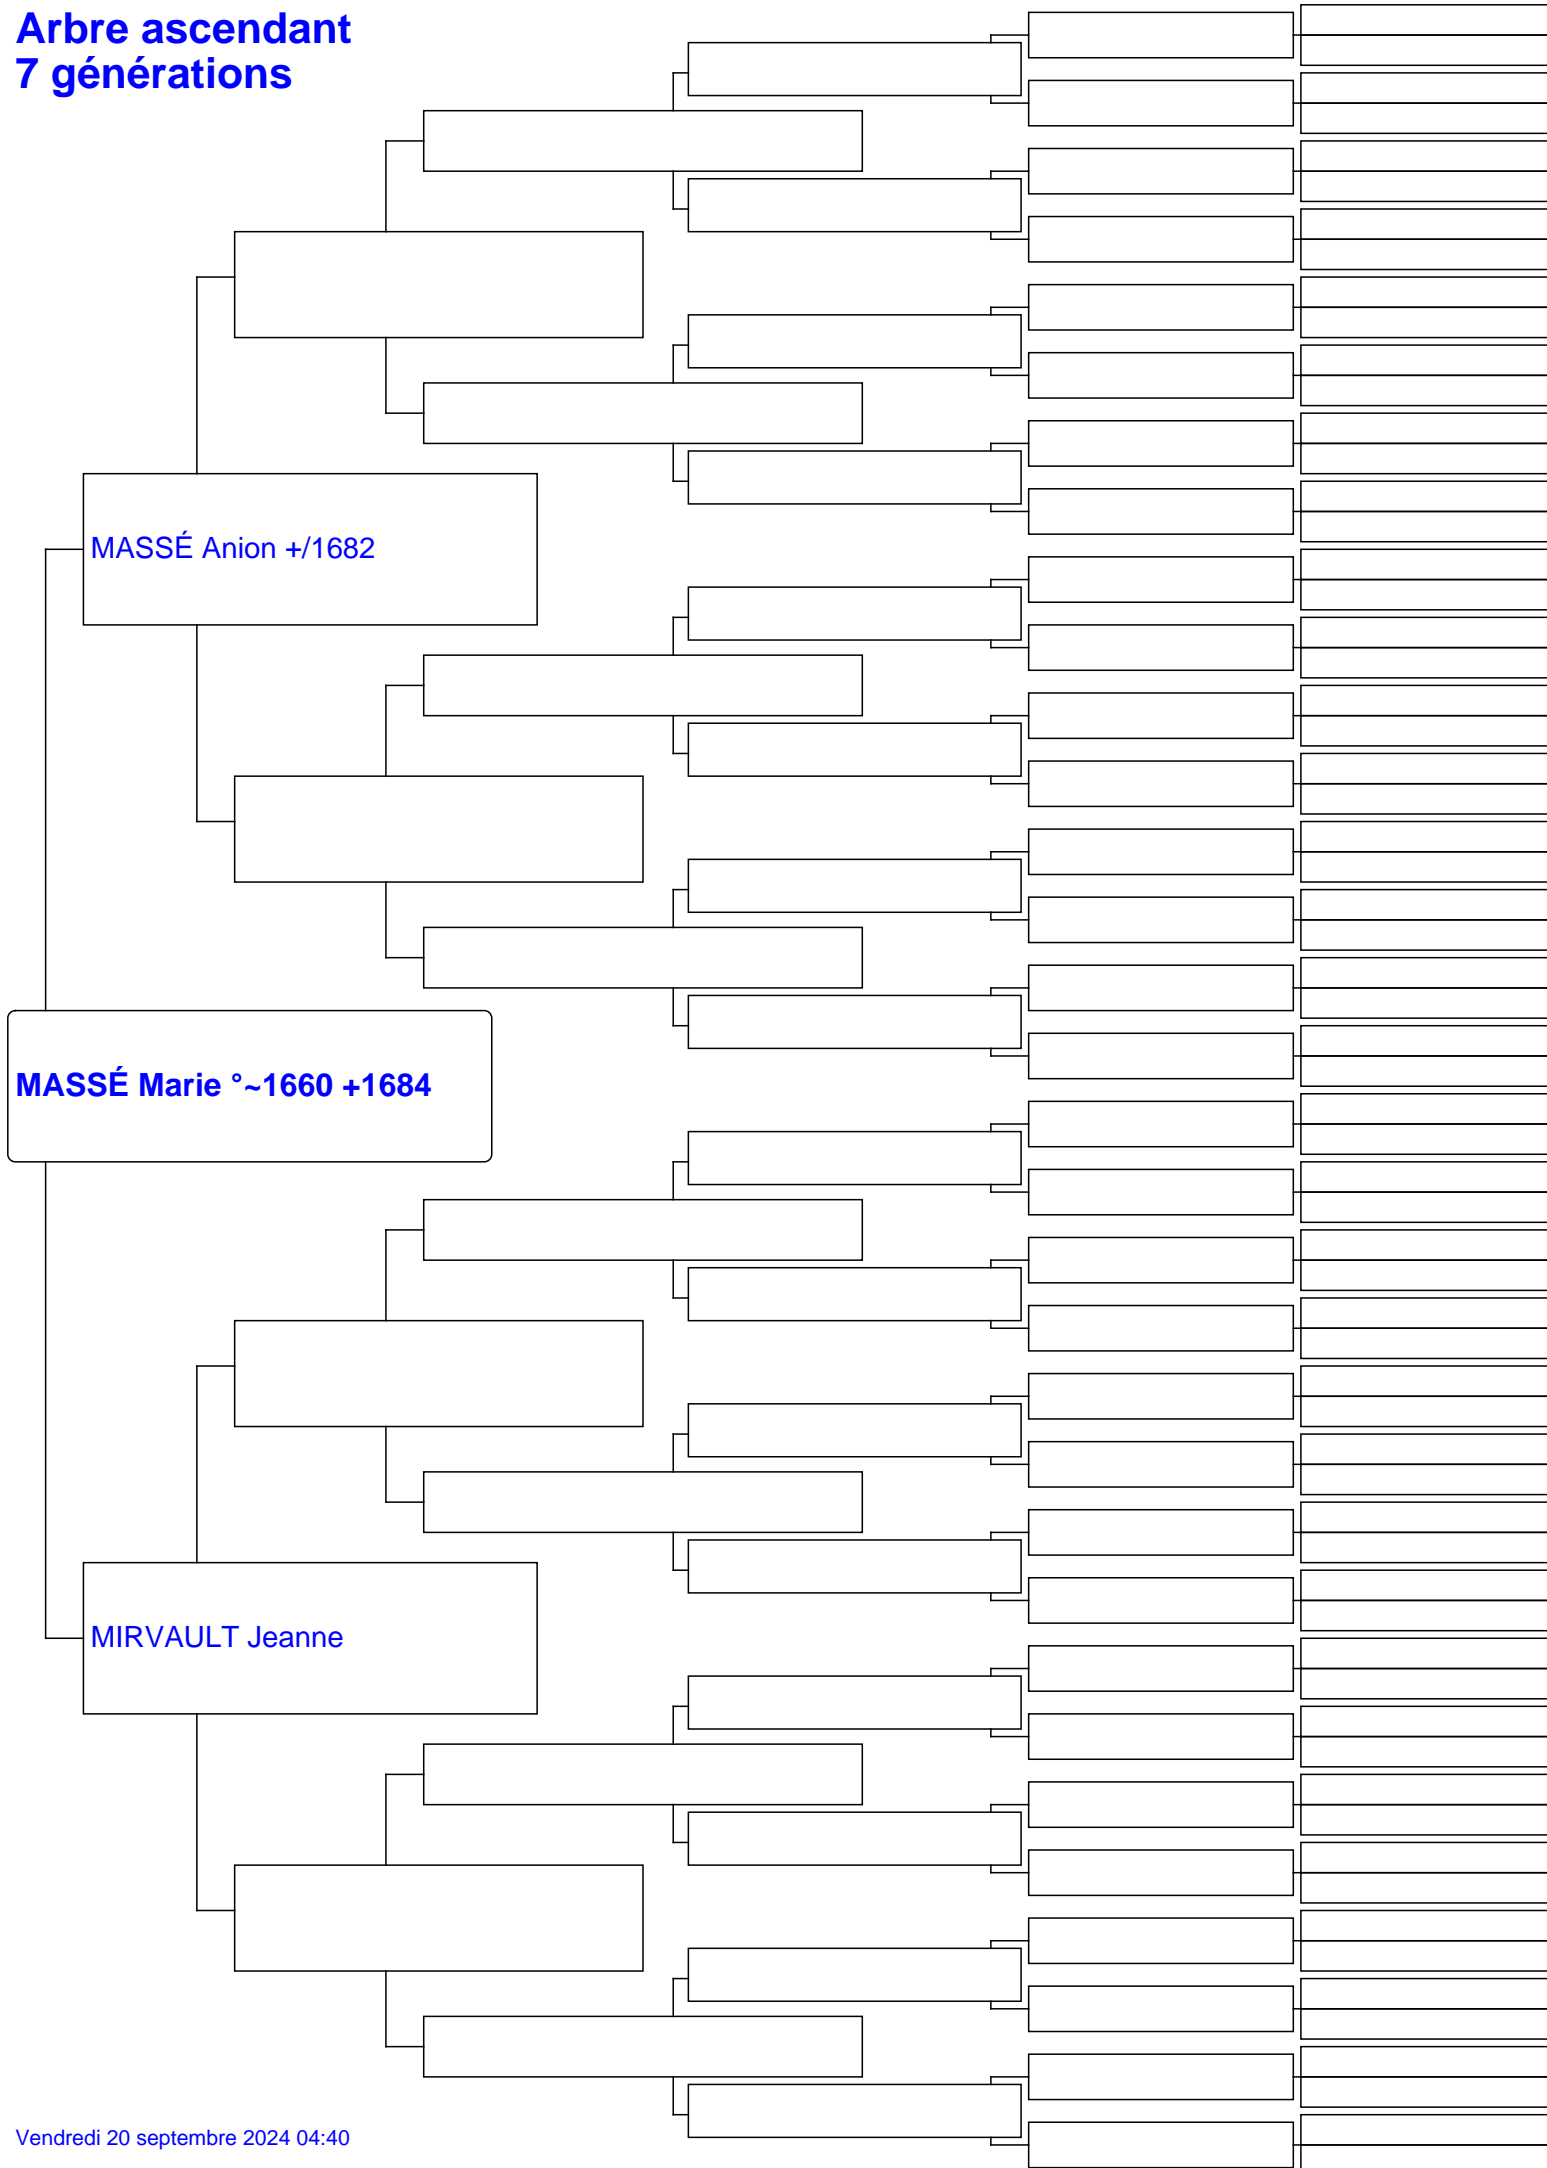 Arbre ascendant
7 générations
MASSÉ Anion +/1682
MASSÉ Marie °~1660 +1684
MIRVAULT Jeanne
Vendredi 20 septembre 2024 04:40